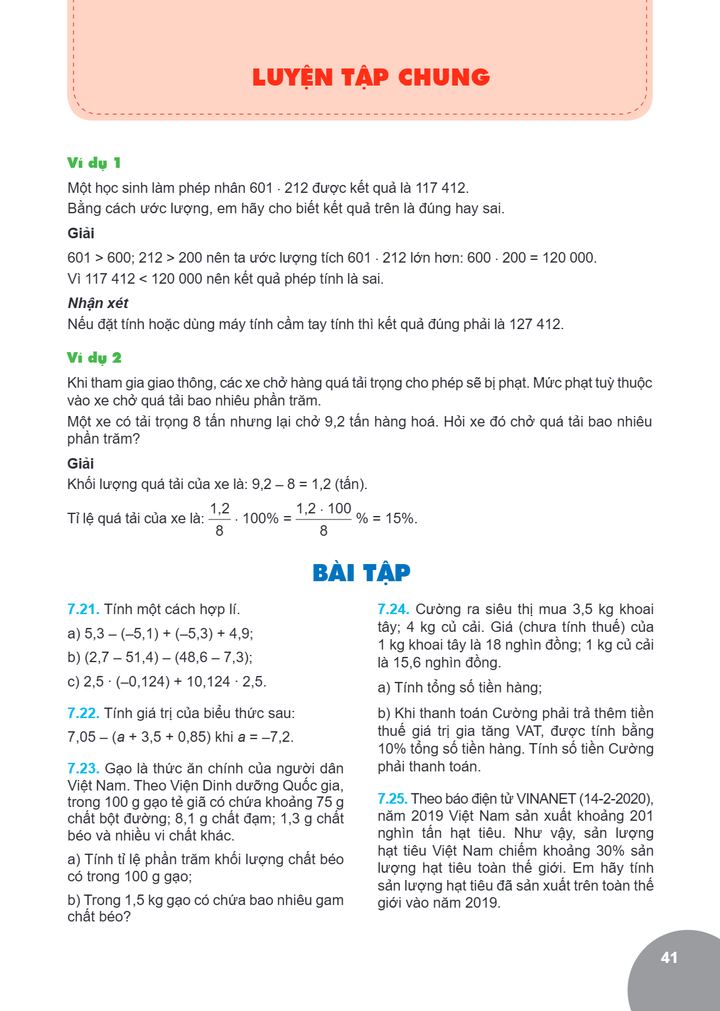 LUYỆN TẬP CHUNG
Ví dụ 1
Một học sinh làm phép nhân 601 · 212 được kết quả là 117 412.
Bằng cách ước lượng, em hãy cho biết kết quả trên là đúng hay sai.
Giải
601 > 600; 212 > 200 nên ta ước lượng tích 601 · 212 lớn hơn: 600 · 200 = 120 000.
Vì 117 412 < 120 000 nên kết quả phép tính là sai.
Nhận xét
Nếu đặt tính hoặc dùng máy tính cầm tay tính thì kết quả đúng phải là 127 412.
Ví dụ 2
Khi tham gia giao thông, các xe chở hàng quá tải trọng cho phép sẽ bị phạt. Mức phạt tuỳ thuộc
vào xe chở quá tải bao nhiêu phần trăm.
Một xe có tải trọng 8 tấn nhưng lại chở 9,2 tấn hàng hoá. Hỏi xe đó chở quá tải bao nhiêu
phần trăm?
Giải
Khối lượng quá tải của xe là: 9,2 – 8 = 1,2 (tấn).
Tỉ lệ quá tải của xe là: 1,2/8 · 100% = 1,2 · 100/8 % = 15%.
BÀI TẬP
7.21. Tính một cách hợp lí.
a) 5,3 – (–5,1) + (–5,3) + 4,9;
b) (2,7 – 51,4) – (48,6 – 7,3);
c) 2,5 · (–0,124) + 10,124 · 2,5.
7.22. Tính giá trị của biểu thức sau:
7,05 – (a + 3,5 + 0,85) khi a = –7,2.
7.23. Gạo là thức ăn chính của người dân
Việt Nam. Theo Viện Dinh dưỡng Quốc gia,
trong 100 g gạo tẻ giã có chứa khoảng 75 g
chất bột đường; 8,1 g chất đạm; 1,3 g chất
béo và nhiều vi chất khác.
a) Tính tỉ lệ phần trăm khối lượng chất béo
có trong 100 g gạo;
b) Trong 1,5 kg gạo có chứa bao nhiêu gam
chất béo?
7.24. Cường ra siêu thị mua 3,5 kg khoai
tây; 4 kg củ cải. Giá (chưa tính thuế) của
1 kg khoai tây là 18 nghìn đồng; 1 kg củ cải
là 15,6 nghìn đồng.
a) Tính tổng số tiền hàng;
b) Khi thanh toán Cường phải trả thêm tiền
thuế giá trị gia tăng VAT, được tính bằng
10% tổng số tiền hàng. Tính số tiền Cường
phải thanh toán.
7.25. Theo báo điện tử VINANET (14-2-2020),
năm 2019 Việt Nam sản xuất khoảng 201
nghìn tấn hạt tiêu. Như vậy, sản lượng
hạt tiêu Việt Nam chiếm khoảng 30% sản
lượng hạt tiêu toàn thế giới. Em hãy tính
sản lượng hạt tiêu đã sản xuất trên toàn thế
giới vào năm 2019.
41